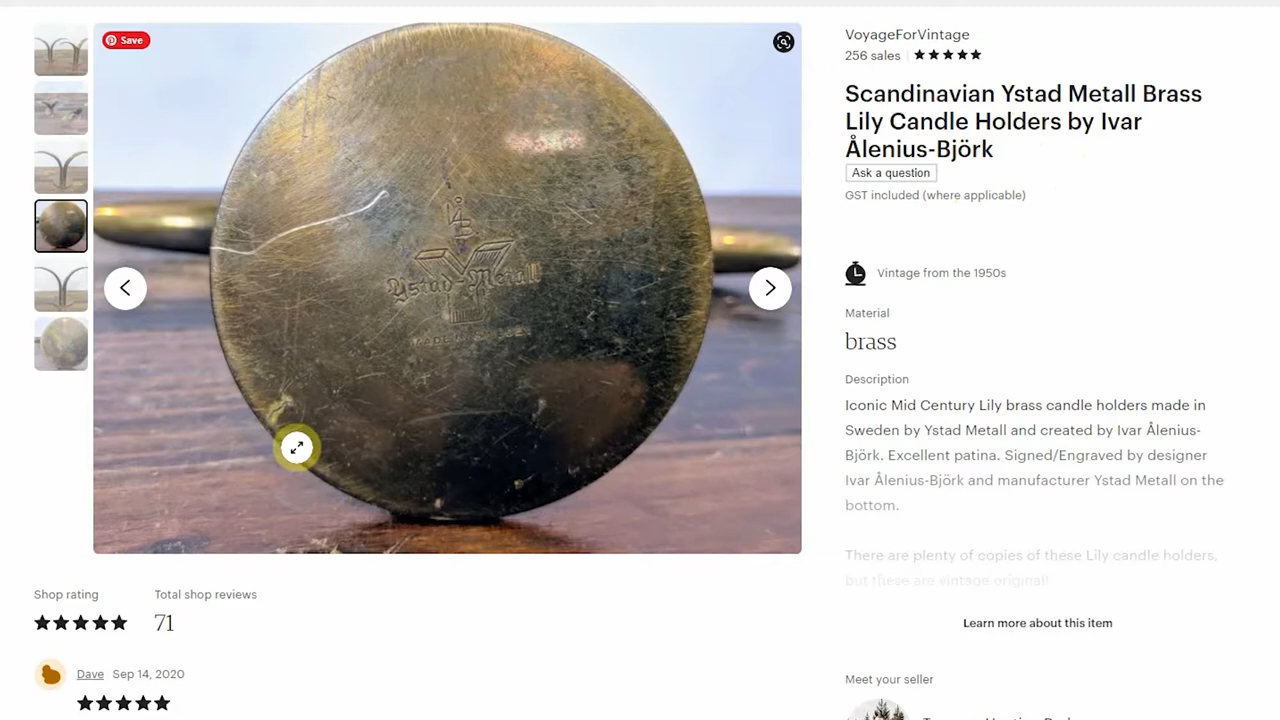 Save
VoyageForVintage
256 sales
Scandinavian Ystad Metall Brass
Lily Candle Holders by Ivar
Ålenius-Björk
Ask a question
GST included (where applicable)
Vintage from the 1950s
Material
brass
Description
Iconic Mid Century Lily brass candle holders made in
Sweden by Ystad Metall and created by Ivar Ålenius-
Björk. Excellent patina. Signed/Engraved by designer
Ivar Ålenius-Björk and manufacturer Ystad Metall on the
bottom.
There are plenty of copies of these Lily candle holders,
but these are vintage original!
Learn more about this item
Meet your seller
Ystad-Metall
MADE IN SWEDEN
Shop rating
Total shop reviews
71
Dave Sep 14, 2020